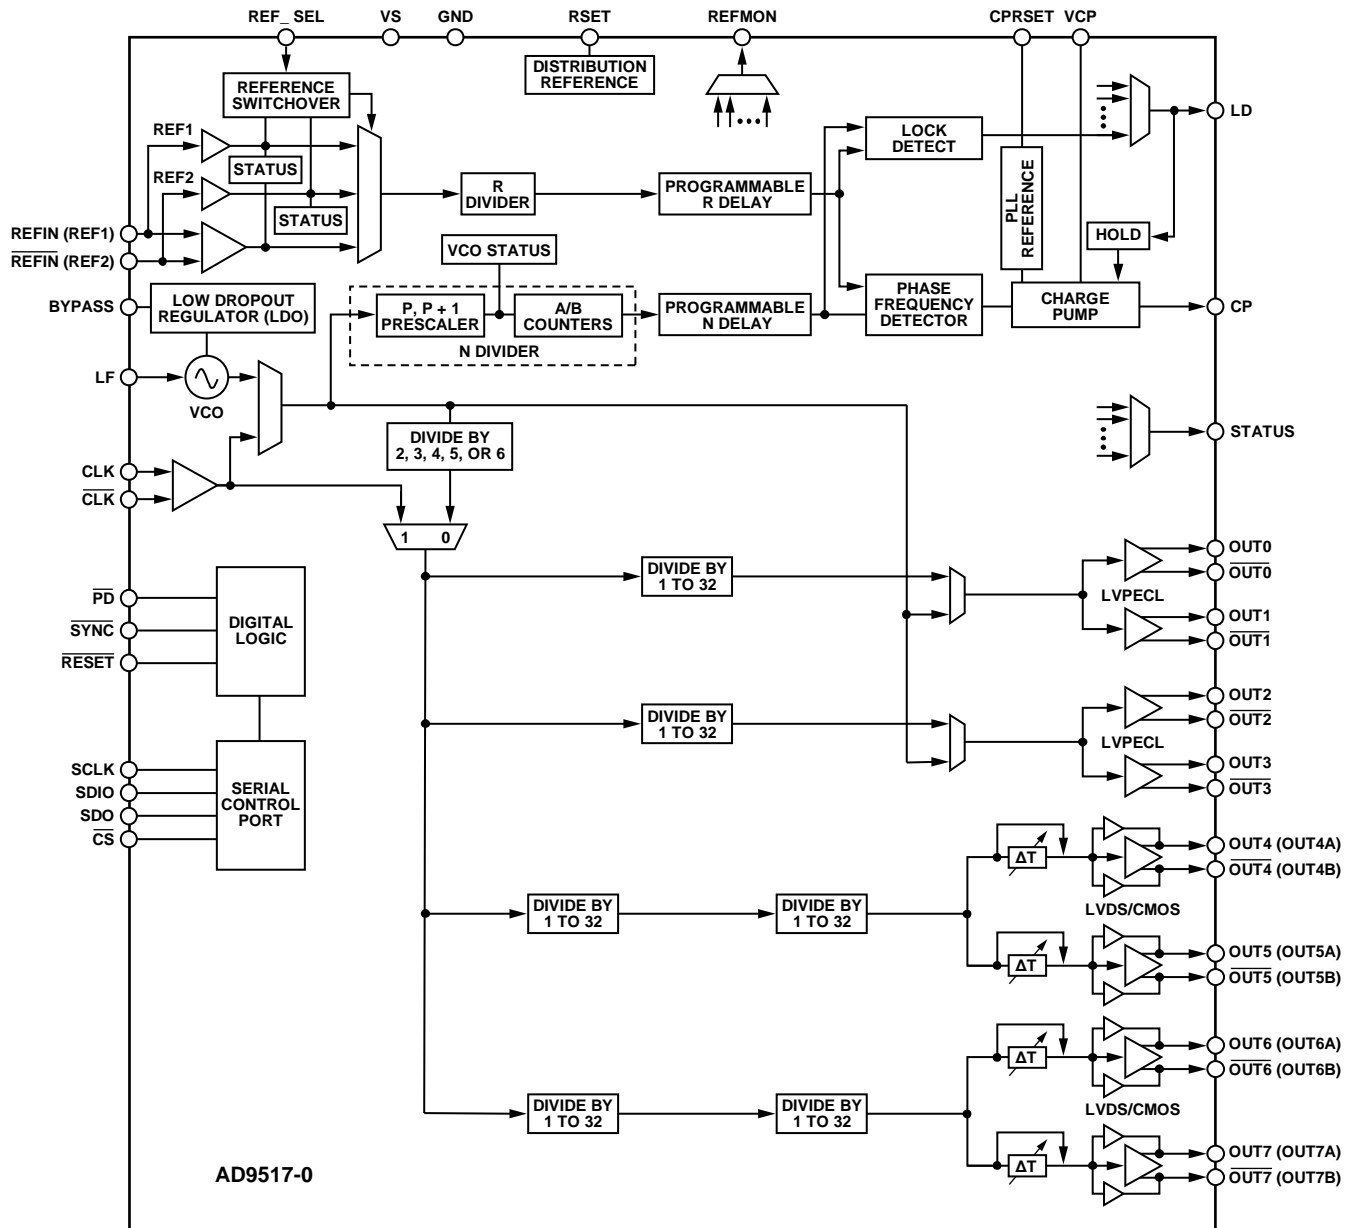 REF_ SEL
VS
GND
RSET
REFMON
CPRSET
VCP
DISTRIBUTION
REFERENCE
REFERENCE
SWITCHOVER
LD
REF1
LOCK
DETECT
STATUS
REF2
R
DIVIDER
PROGRAMMABLE
R DELAY
PLL
REFERENCE
STATUS
REFIN (REF1)
REFIN (REF2)
HOLD
VCO STATUS
BYPASS
LOW DROPOUT
REGULATOR (LDO)
P, P + 1
PRESCALER
A/B
COUNTERS
N DIVIDER
PROGRAMMABLE
N DELAY
PHASE
FREQUENCY
DETECTOR
CHARGE
PUMP
CP
LF
VCO
STATUS
DIVIDE BY
2, 3, 4, 5, OR 6
CLK
CLK
1 0
DIVIDE BY
1 TO 32
OUT0
OUT0
LVPECL
OUT1
OUT1
PD
SYNC
RESET
DIGITAL
LOGIC
DIVIDE BY
1 TO 32
OUT2
OUT2
LVPECL
OUT3
OUT3
SCLK
SDIO
SDO
CS
SERIAL
CONTROL
PORT
ΔT
OUT4 (OUT4A)
OUT4 (OUT4B)
DIVIDE BY
1 TO 32
DIVIDE BY
1 TO 32
LVDS/CMOS
ΔT
OUT5 (OUT5A)
OUT5 (OUT5B)
ΔT
OUT6 (OUT6A)
OUT6 (OUT6B)
DIVIDE BY
1 TO 32
DIVIDE BY
1 TO 32
LVDS/CMOS
ΔT
OUT7 (OUT7A)
OUT7 (OUT7B)
AD9517-0